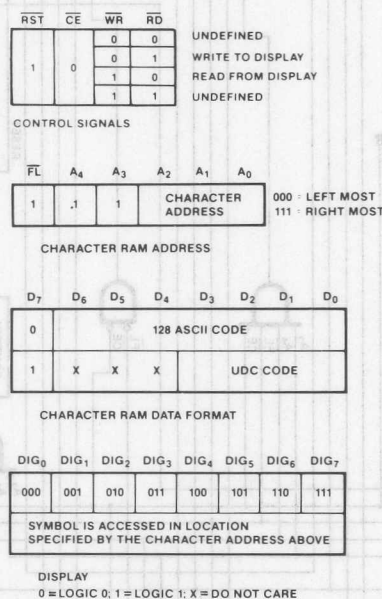 RST CE WR RD
0 0 UNDEFINED
1 0 0 1 WRITE TO DISPLAY
1 0 READ FROM DISPLAY
1 1 UNDEFINED
CONTROL SIGNALS
FL A4 A3 A2 A1 A0
1 .1 1 CHARACTER ADDRESS 000 = LEFT MOST
111 = RIGHT MOST
CHARACTER RAM ADDRESS
D7 D6 D5 D4 D3 D2 D1 D0
0 128 ASCII CODE
1 X X X UDC CODE
CHARACTER RAM DATA FORMAT
DIG0 DIG1 DIG2 DIG3 DIG4 DIG5 DIG6 DIG7
000 001 010 011 100 101 110 111
SYMBOL IS ACCESSED IN LOCATION
SPECIFIED BY THE CHARACTER ADDRESS ABOVE
DISPLAY
0 = LOGIC 0; 1 = LOGIC 1; X = DO NOT CARE